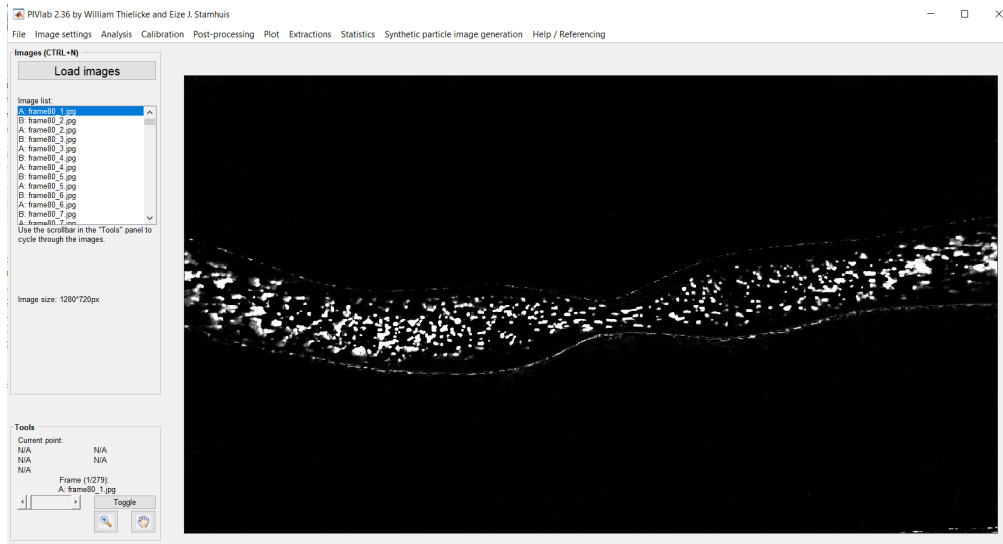 PIVlab 2.36 by William Thielicke and Eize J. Stamhuis
File Image settings Analysis Calibration Post-processing Plot Extractions Statistics Synthetic particle image generation Help / Referencing
Images (CTRL+N)
Load images
Image list:
A: frame80_1.jpg
B: frame80_2.jpg
A: frame80_2.jpg
B: frame80_3.jpg
A: frame80_3.jpg
B: frame80_4.jpg
A: frame80_4.jpg
B: frame80_5.jpg
A: frame80_5.jpg
B: frame80_6.jpg
A: frame80_6.jpg
B: frame80_7.jpg
A: frame80_7.jpg
Use the scrollbar in the "Tools" panel to
cycle through the images.
Image size: 1280*720px
Tools
Current point:
N/A N/A
N/A N/A
N/A
Frame (1/279):
A: frame80_1.jpg
Toggle